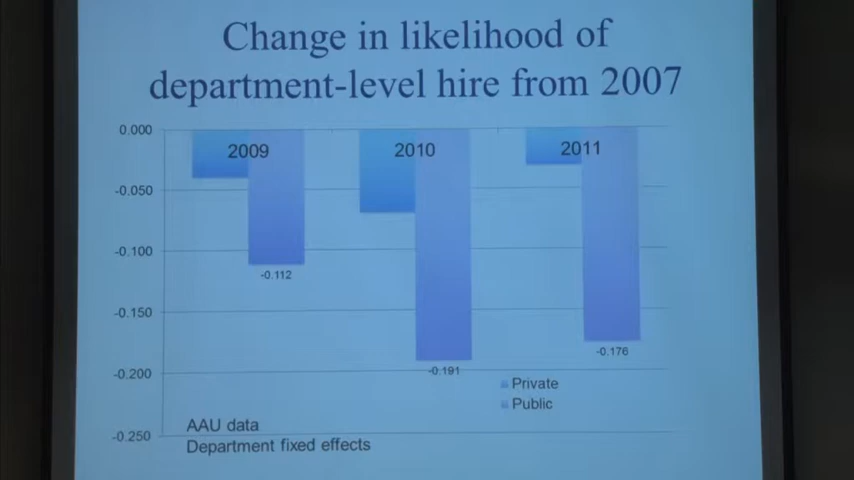 Change in likelihood of
department-level hire from 2007
0.000
-0.050
-0.100
-0.150
-0.200
-0.250
2009
2010
2011
-0.112
-0.191
-0.176
Private
Public
AAU data
Department fixed effects